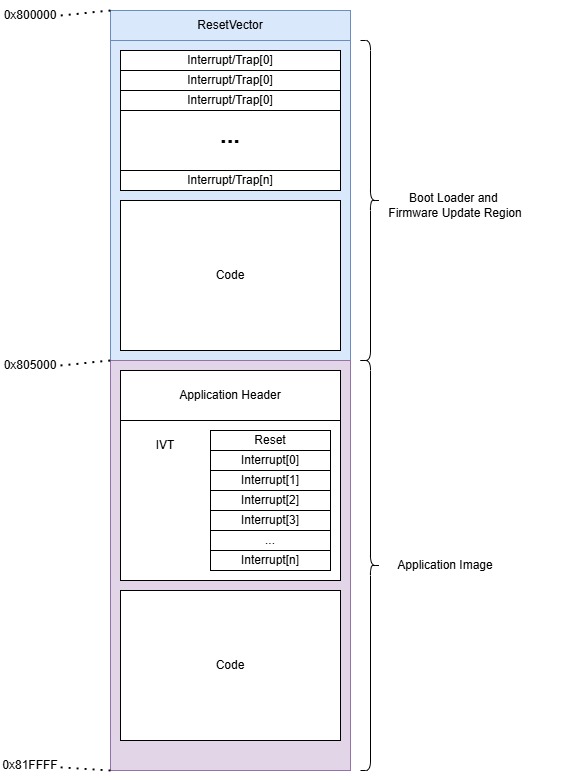 0x800000
ResetVector
Interrupt/Trap[0]
Interrupt/Trap[0]
Interrupt/Trap[0]
...
Interrupt/Trap[n]
Boot Loader and
Firmware Update Region
Code
0x805000
Application Header
IVT
Reset
Interrupt[0]
Interrupt[1]
Interrupt[2]
Interrupt[3]
...
Interrupt[n]
Application Image
Code
0x81FFFF